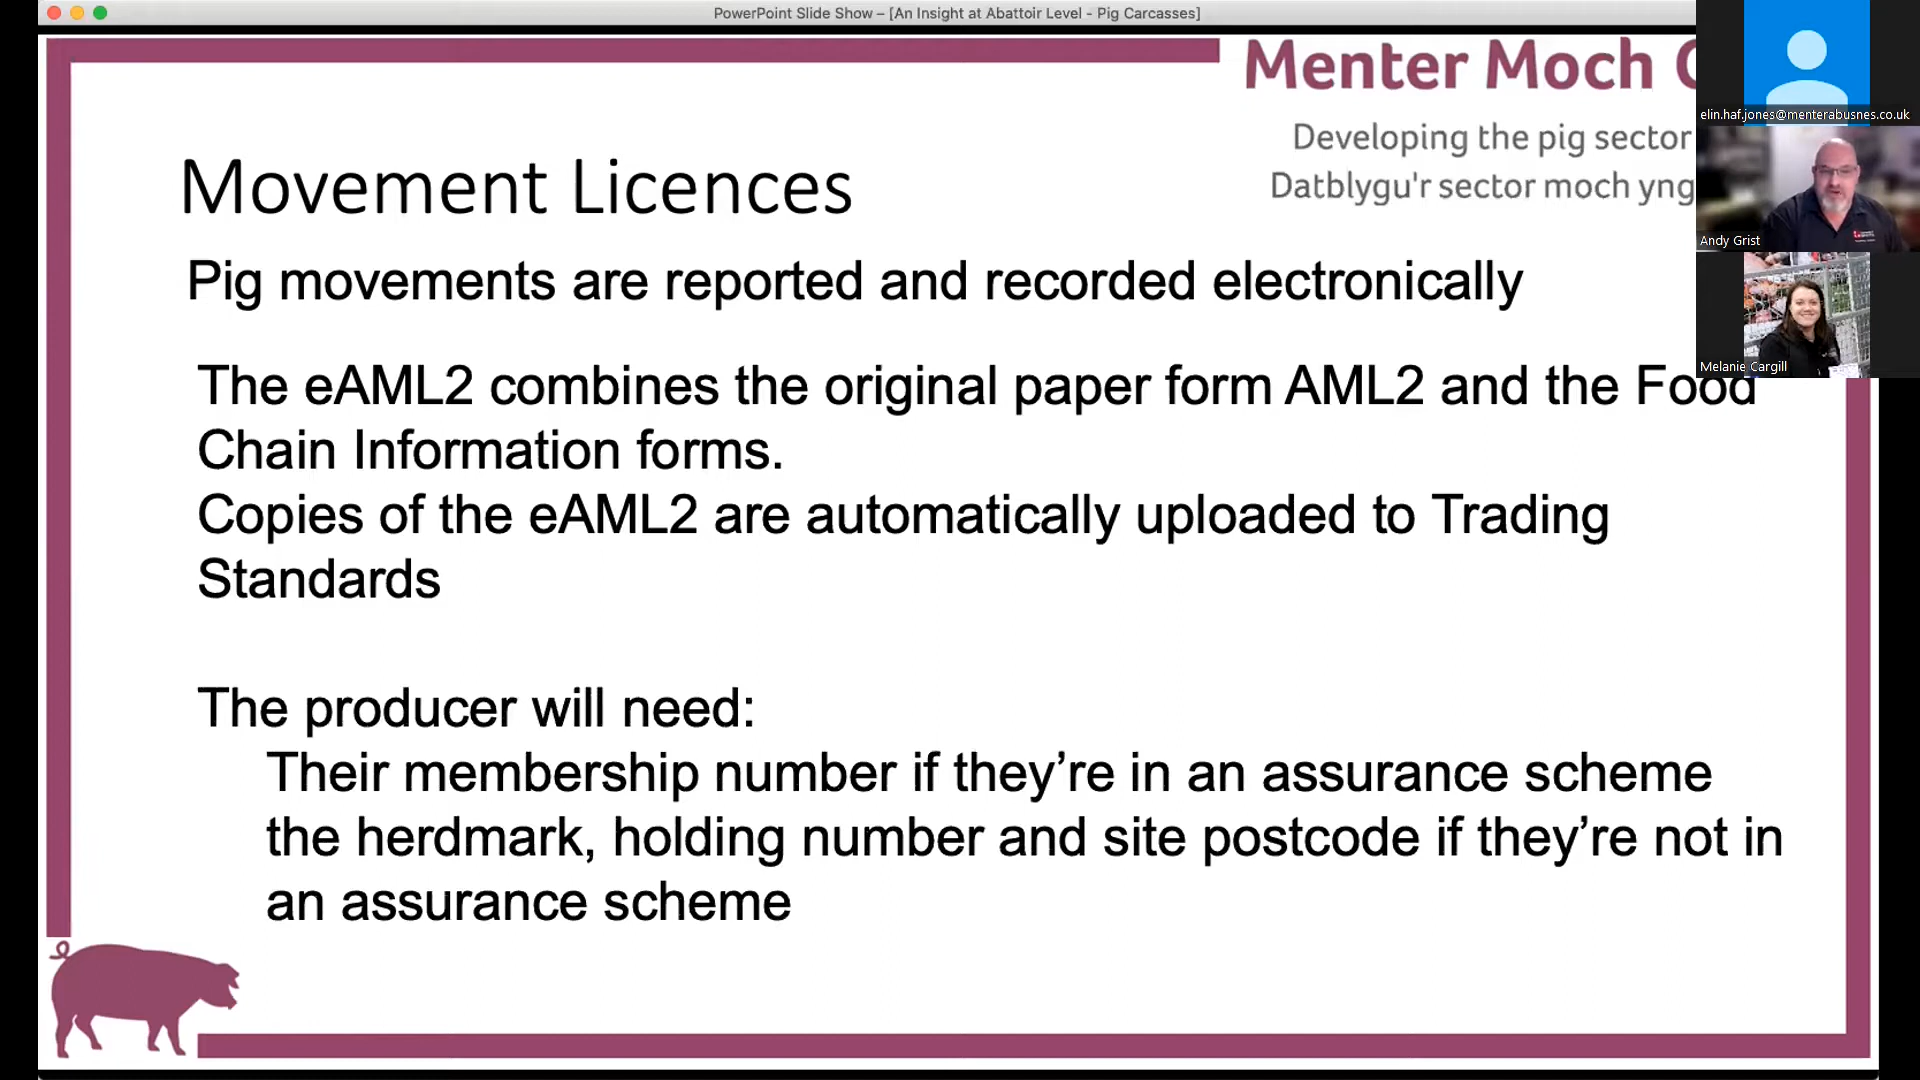 PowerPoint Slide Show – [An Insight at Abattoir Level - Pig Carcasses]
Menter Moch
Developing the pig sector
Datblygu'r sector moch yng
elin.haf.jones@menterabusnes.co.uk
Andy Grist
Melanie Cargill
Movement Licences
Pig movements are reported and recorded electronically
The eAML2 combines the original paper form AML2 and the Food
Chain Information forms.
Copies of the eAML2 are automatically uploaded to Trading
Standards
The producer will need:
Their membership number if they’re in an assurance scheme
the herdmark, holding number and site postcode if they’re not in
an assurance scheme